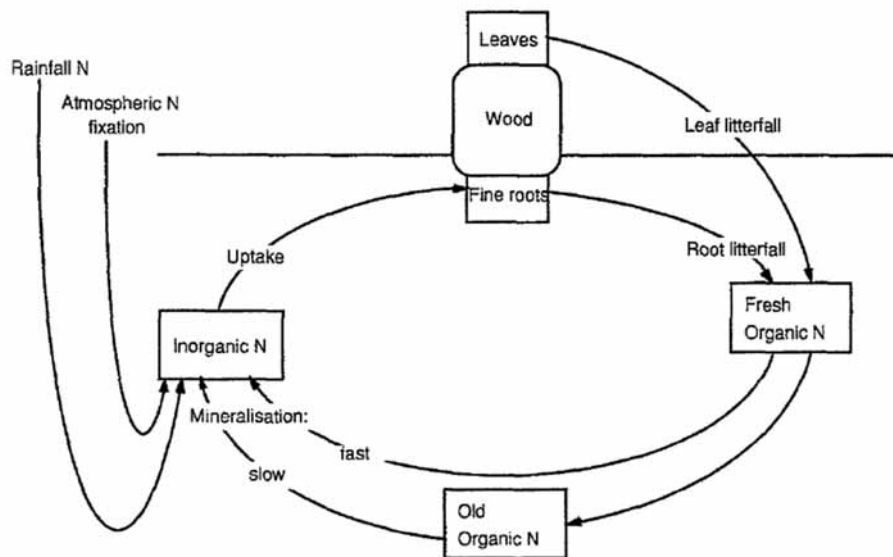 Leaves
Rainfall N
Atmospheric N
fixation
Wood
Leaf litterfall
Fine roots
Uptake
Root litterfall
Fresh
Organic N
Inorganic N
Mineralisation:
fast
slow
Old
Organic N